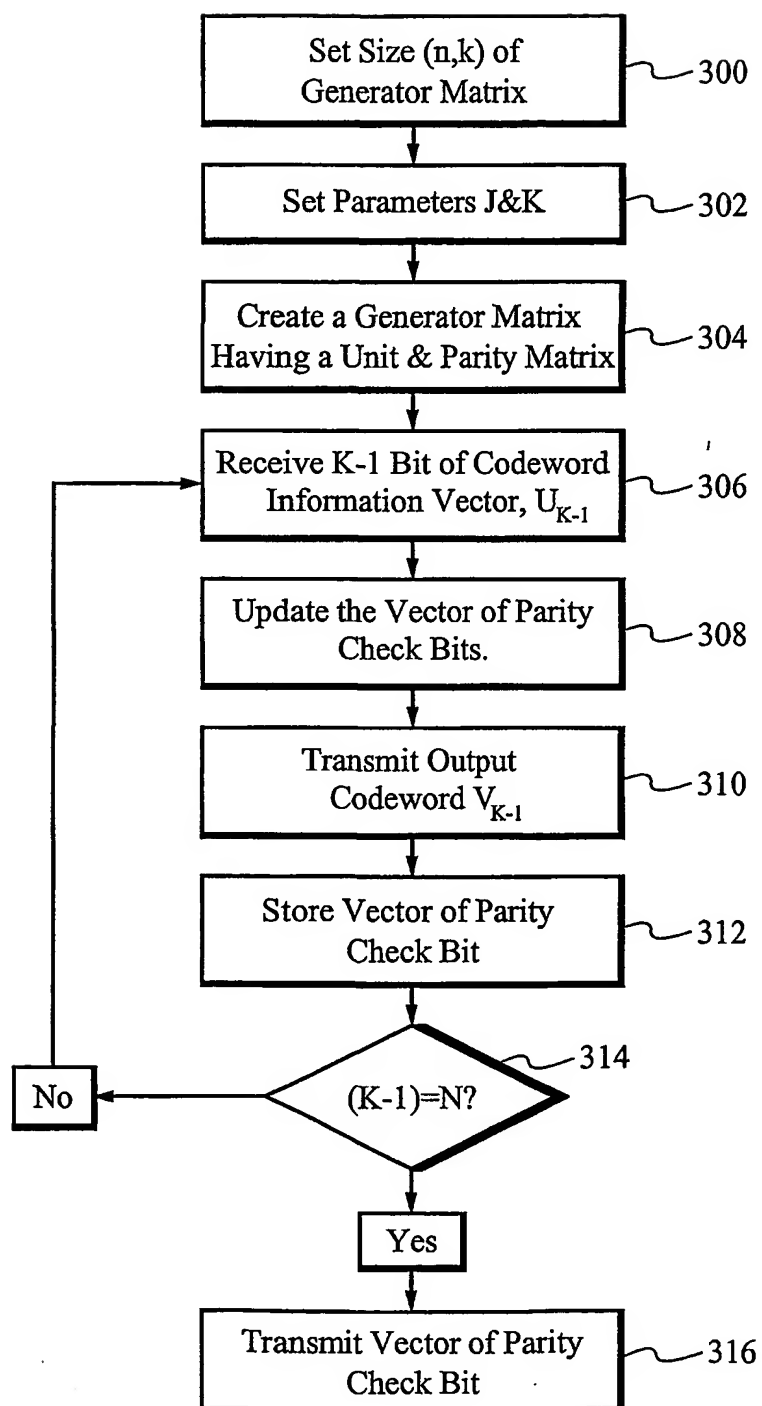 Set Size (n,k) of
Generator Matrix
300
Set Parameters J&K
302
Create a Generator Matrix
Having a Unit & Parity Matrix
304
Receive K-1 Bit of Codeword
Information Vector, U_{K-1}
306
Update the Vector of Parity
Check Bits.
308
Transmit Output
Codeword V_{K-1}
310
Store Vector of Parity
Check Bit
312
314
(K-1)=N?
No
Yes
Transmit Vector of Parity
Check Bit
316